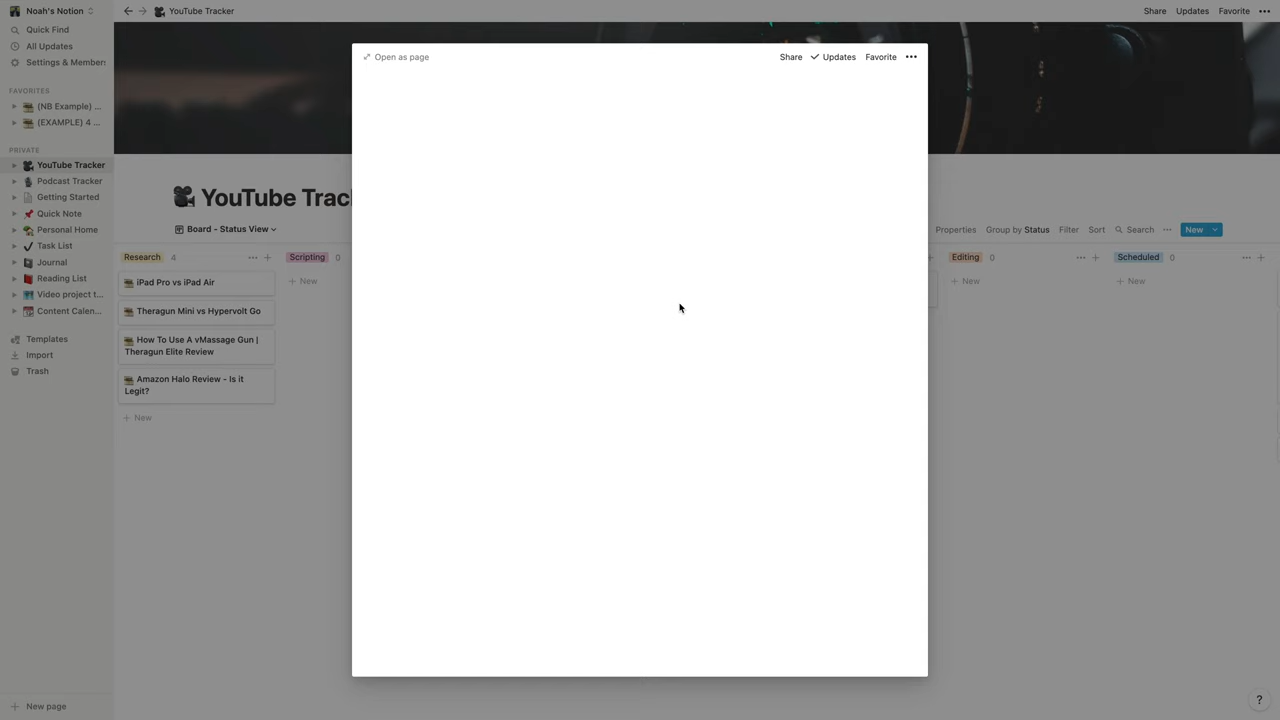 Noah's Notion
YouTube Tracker
Share Updates Favorite
Quick Find
All Updates
Settings & Members
FAVORITES
(NB Example) ...
(EXAMPLE) 4 ...
PRIVATE
YouTube Tracker
Podcast Tracker
Getting Started
Quick Note
Personal Home
Task List
Journal
Reading List
Video project t...
Content Calen...
Templates
Import
Trash
New page
Open as page
Share Updates Favorite
YouTube Trac
Board - Status View
Properties Group by Status Filter Sort Search New
Research 4
iPad Pro vs iPad Air
Theragun Mini vs Hypervolt Go
How To Use A vMassage Gun |
Theragun Elite Review
Amazon Halo Review - Is it
Legit?
New
Scripting 0
New
Editing 0
New
Scheduled 0
New
?